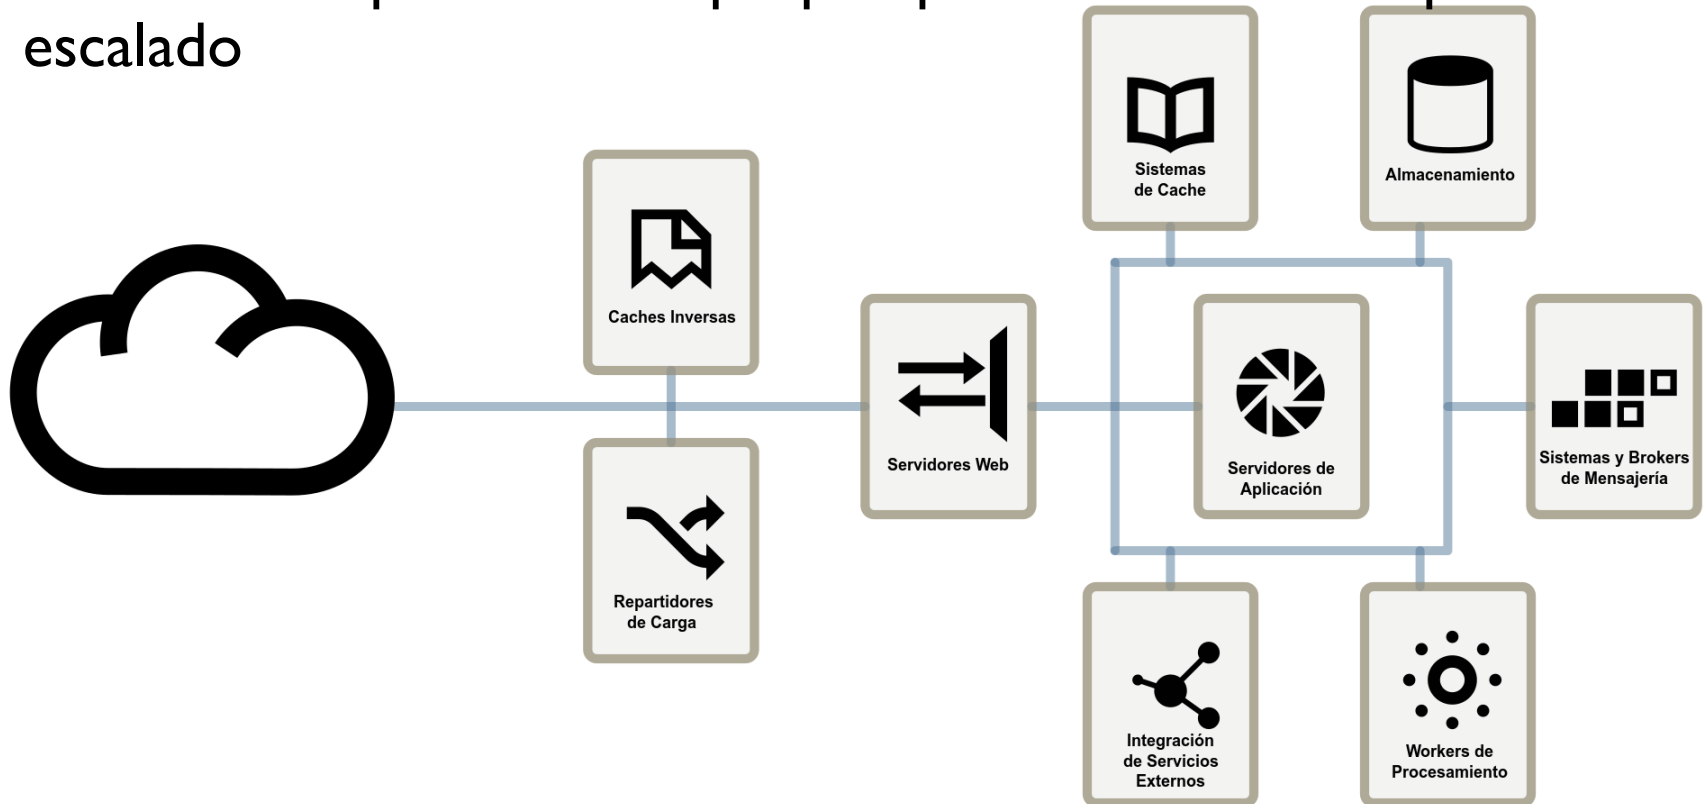 escalado
Sistemas
de Cache
Almacenamiento
Caches Inversas
Servidores Web
Servidores de
Aplicación
Sistemas y Brokers
de Mensajería
Repartidores
de Carga
Integración
de Servicios
Externos
Workers de
Procesamiento